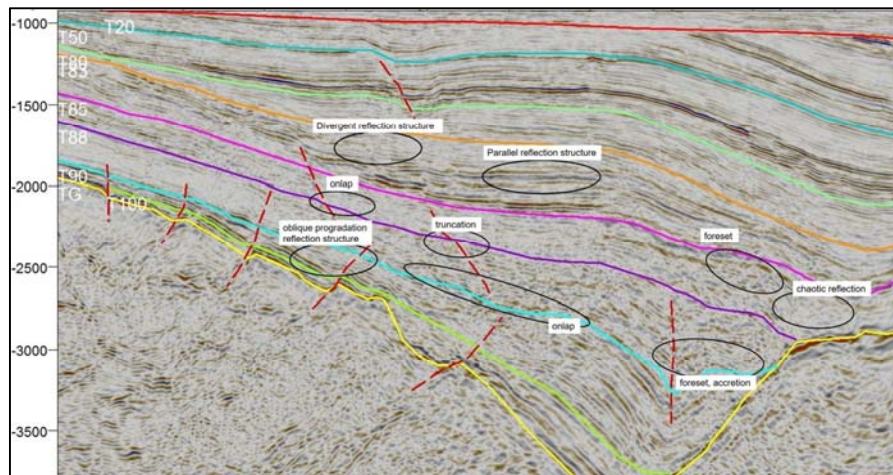 -1000
T20
T50
T80
T83
-1500
Divergent reflection structure
T85
Parallel reflection structure
T88
-2000
T90
onlap
TG
T100
oblique progradation
reflection structure
truncation
foreset
-2500
chaotic reflection
onlap
-3000
foreset, accretion
-3500